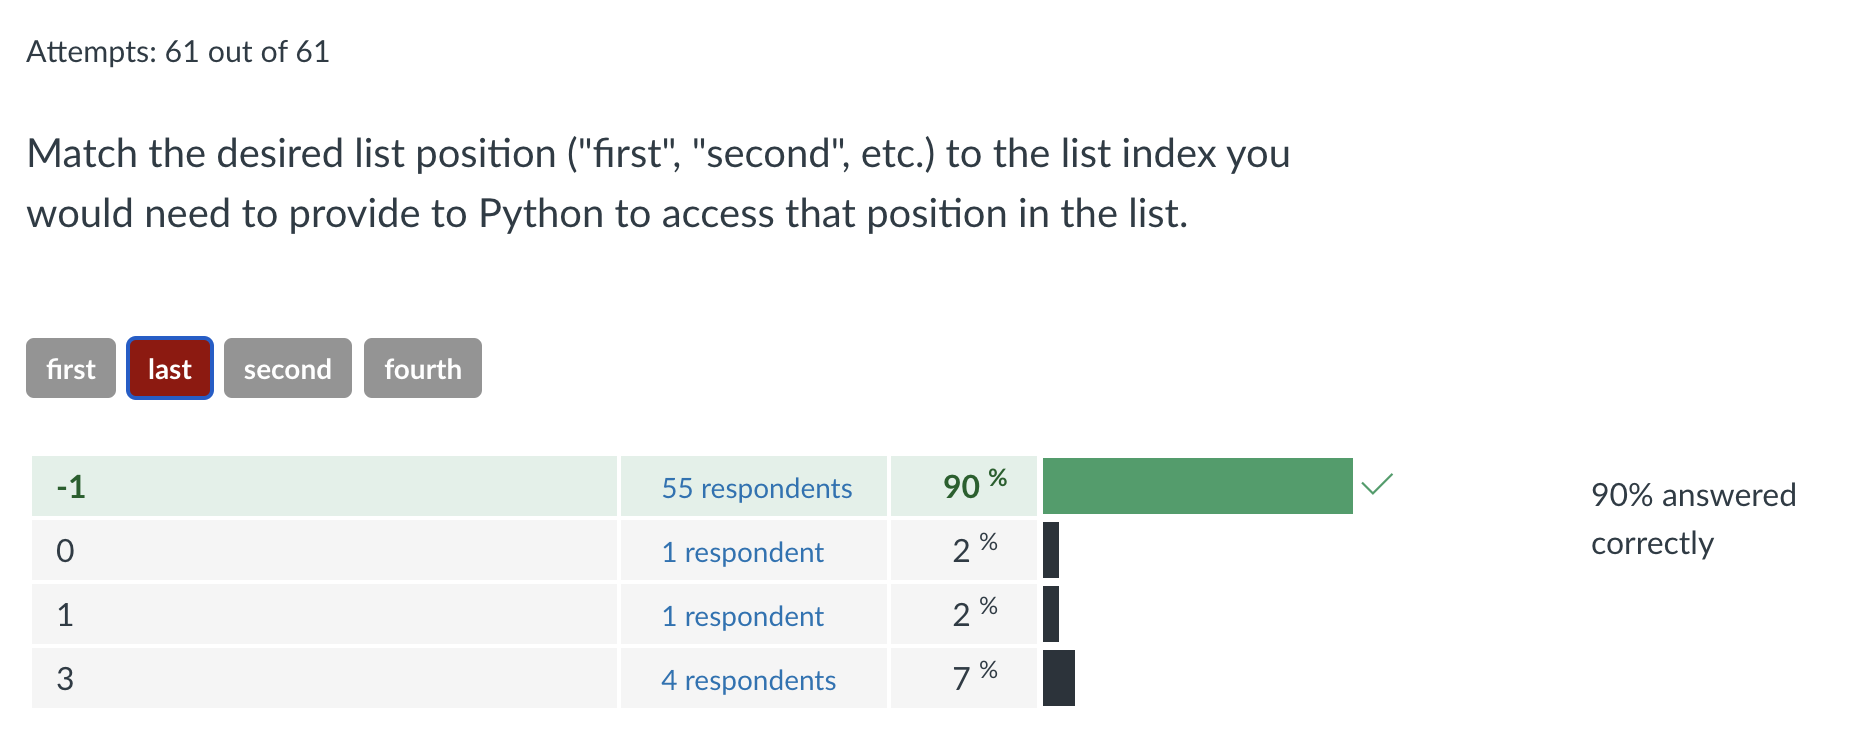 Attempts: 61 out of 61
Match the desired list position ("first", "second", etc.) to the list index you
would need to provide to Python to access that position in the list.
first last second fourth
-1 55 respondents 90 %
0 1 respondent 2 %
1 1 respondent 2 %
3 4 respondents 7 %
90% answered
correctly